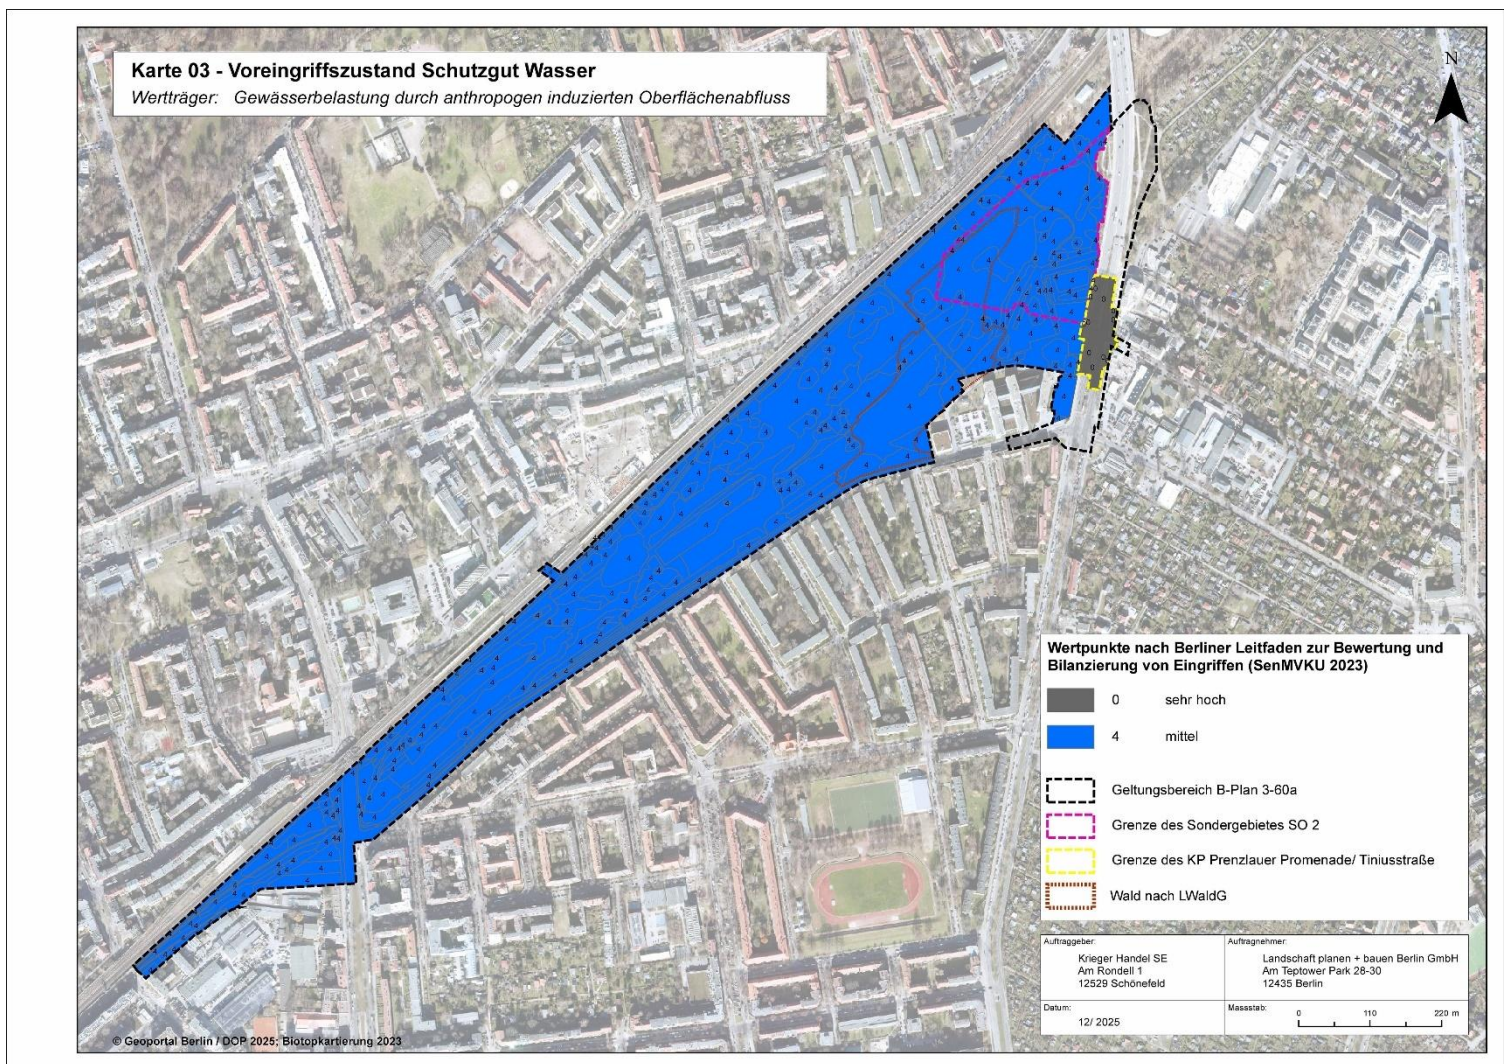 Karte 03 - Voreingriffszustand Schutzgut Wasser
Wertträger: Gewässerbelastung durch anthropogen induzierten Oberflächenabfluss
N
Wertpunkte nach Berliner Leitfaden zur Bewertung und
Bilanzierung von Eingriffen (SenMVKU 2023)
0 sehr hoch
4 mittel
Geltungsbereich B-Plan 3-60a
Grenze des Sondergebietes SO 2
Grenze des KP Prenzlauer Promenade/ Tiniusstraße
Wald nach LWaldG
Auftraggeber:
Krieger Handel SE
Am Rondell 1
12529 Schönefeld
Auftragnehmer:
Landschaft planen + bauen Berlin GmbH
Am Teptower Park 28-30
12435 Berlin
Datum:
12/ 2025
Massstab:
0 110 220 m
© Geoportal Berlin / DOP 2025; Biotopkartierung 2023